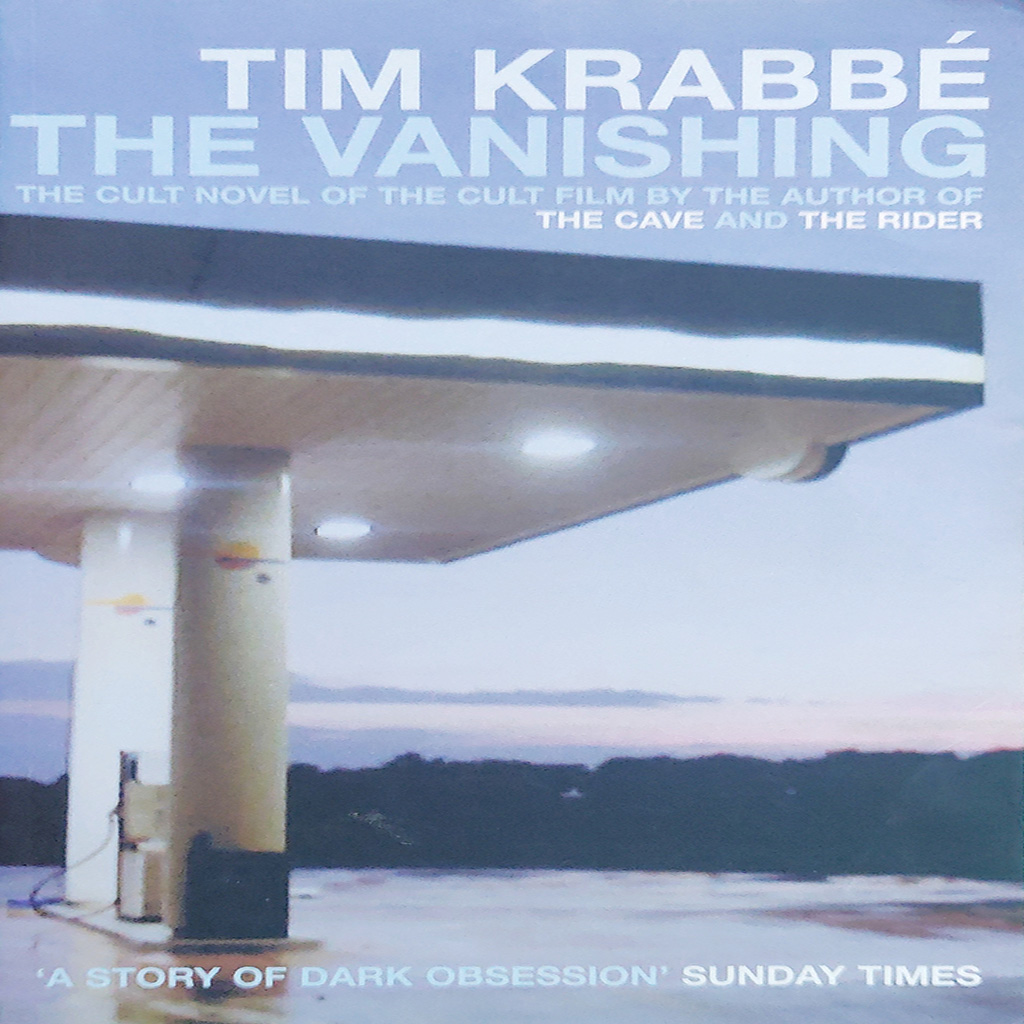 TIM KRABBÉ
THE VANISHING
THE CULT NOVEL OF THE CULT FILM BY THE AUTHOR OF
THE CAVE AND THE RIDER
‘A STORY OF DARK OBSESSION’ SUNDAY TIMES